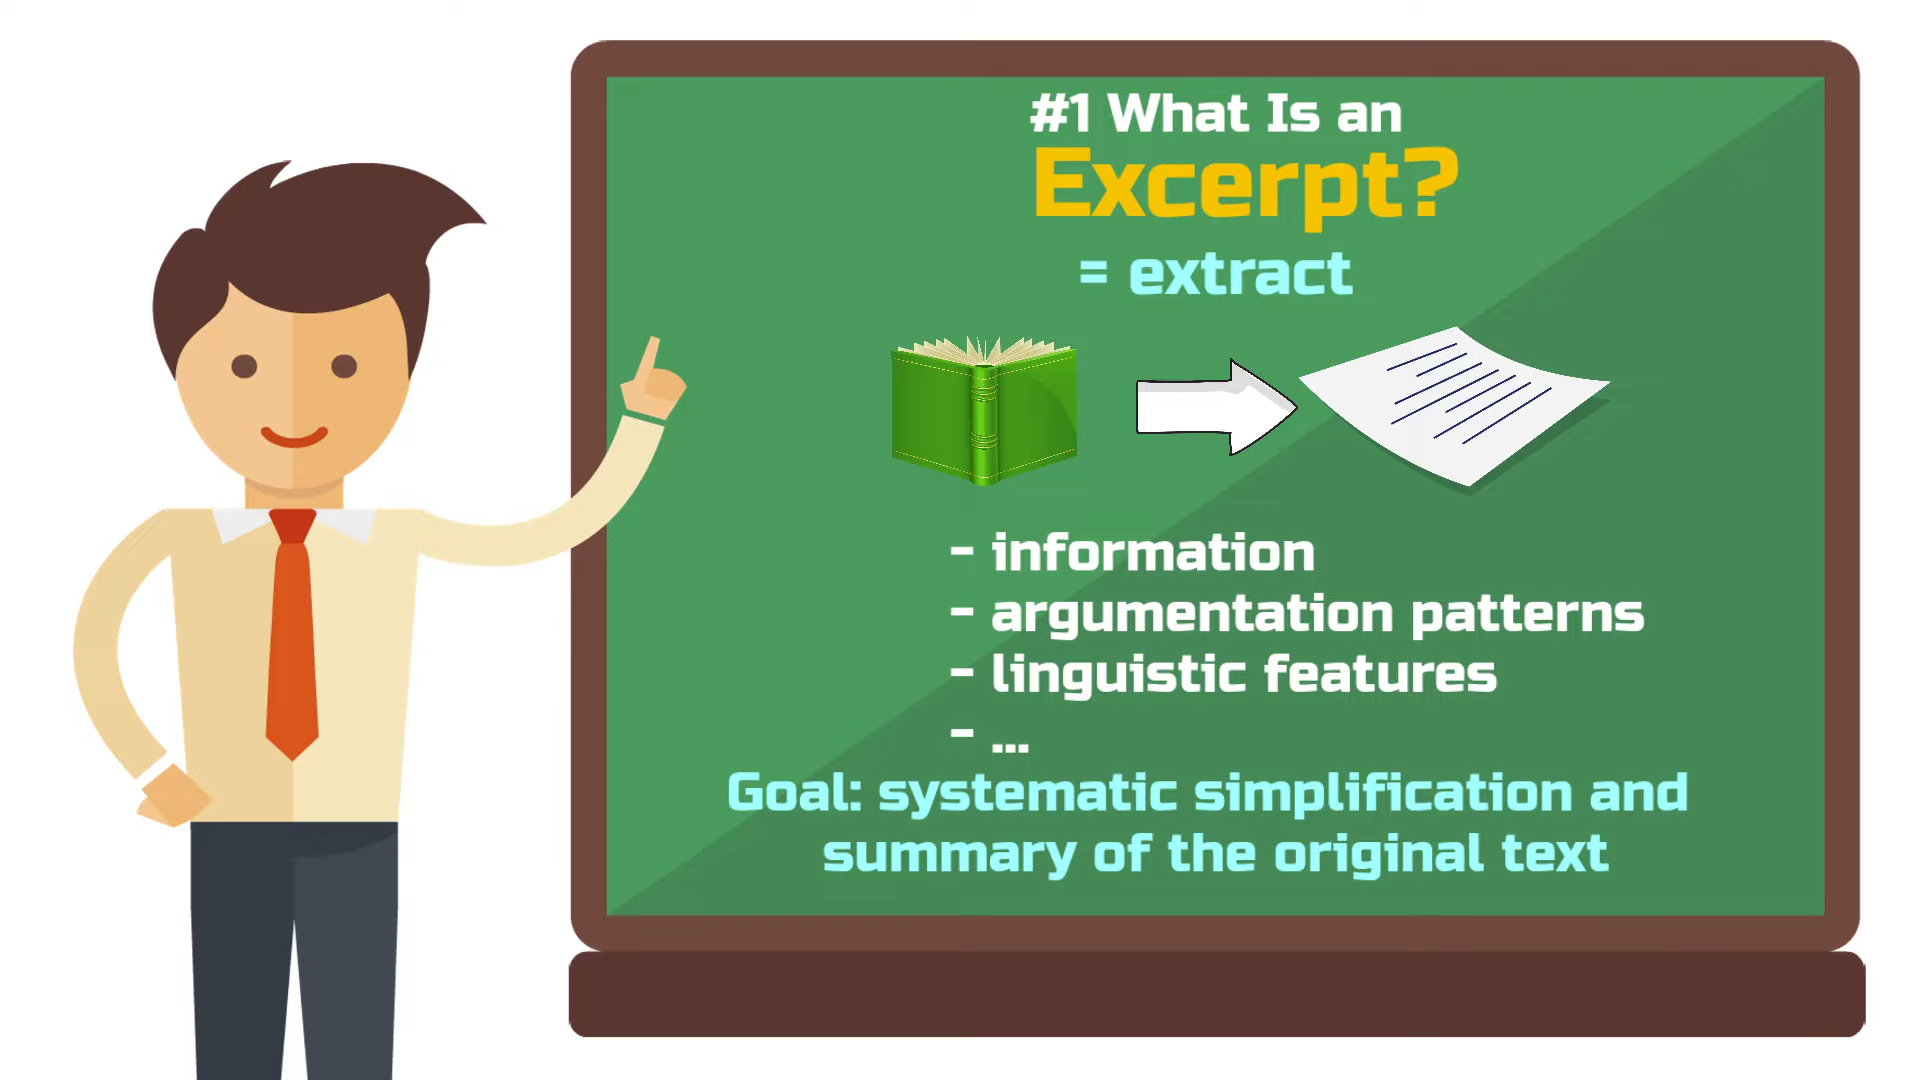 #1 What Is an
Excerpt?
= extract
- information
- argumentation patterns
- linguistic features
- ...
Goal: systematic simplification and
summary of the original text